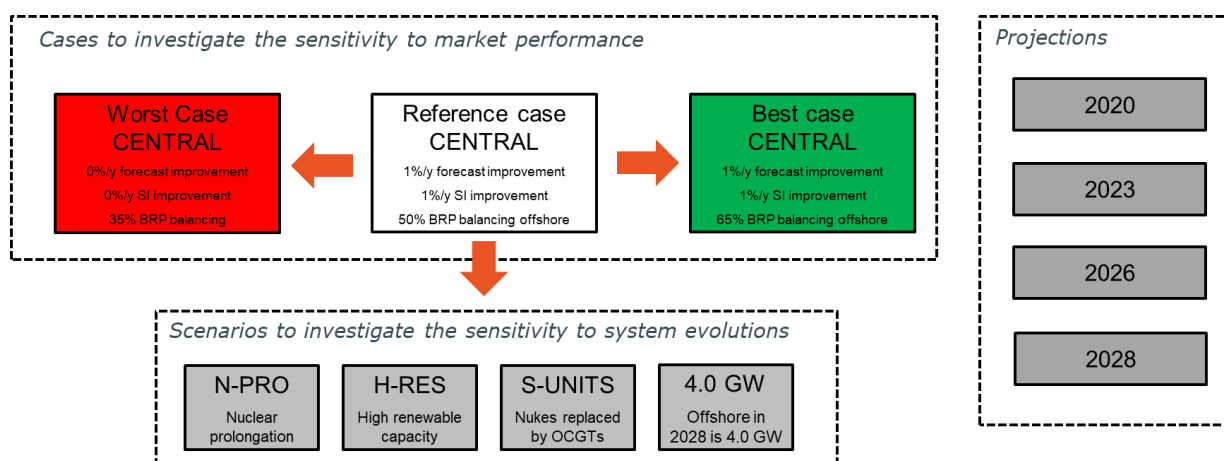 Cases to investigate the sensitivity to market performance
Worst Case
CENTRAL
0%/y forecast improvement
0%/y SI improvement
35% BRP balancing
Reference case
CENTRAL
1%/y forecast improvement
1%/y SI improvement
50% BRP balancing offshore
Best case
CENTRAL
1%/y forecast improvement
1%/y SI improvement
65% BRP balancing offshore
Scenarios to investigate the sensitivity to system evolutions
N-PRO
Nuclear
prolongation
H-RES
High renewable
capacity
S-UNITS
Nukes replaced
by OCGTs
4.0 GW
Offshore in
2028 is 4.0 GW
Projections
2020
2023
2026
2028